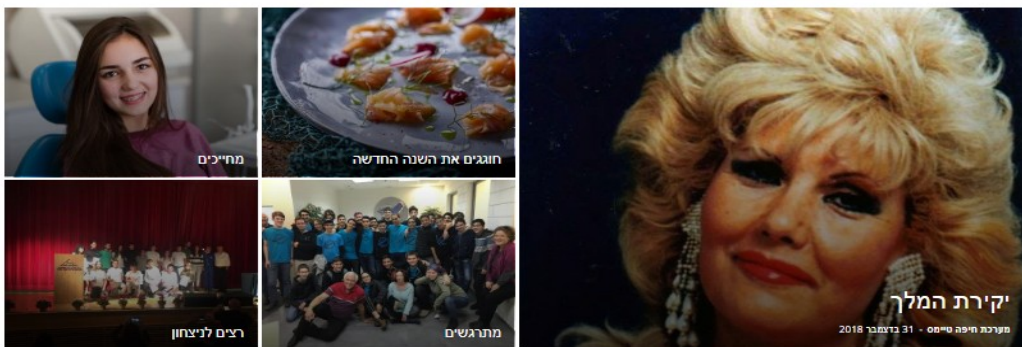 יקירת המלך
מערכת חיפה טיימס - 31 בדצמבר 2018
חוגגים את השנה החדשה
מחייכים
מתרגשים
רצים לניצחון